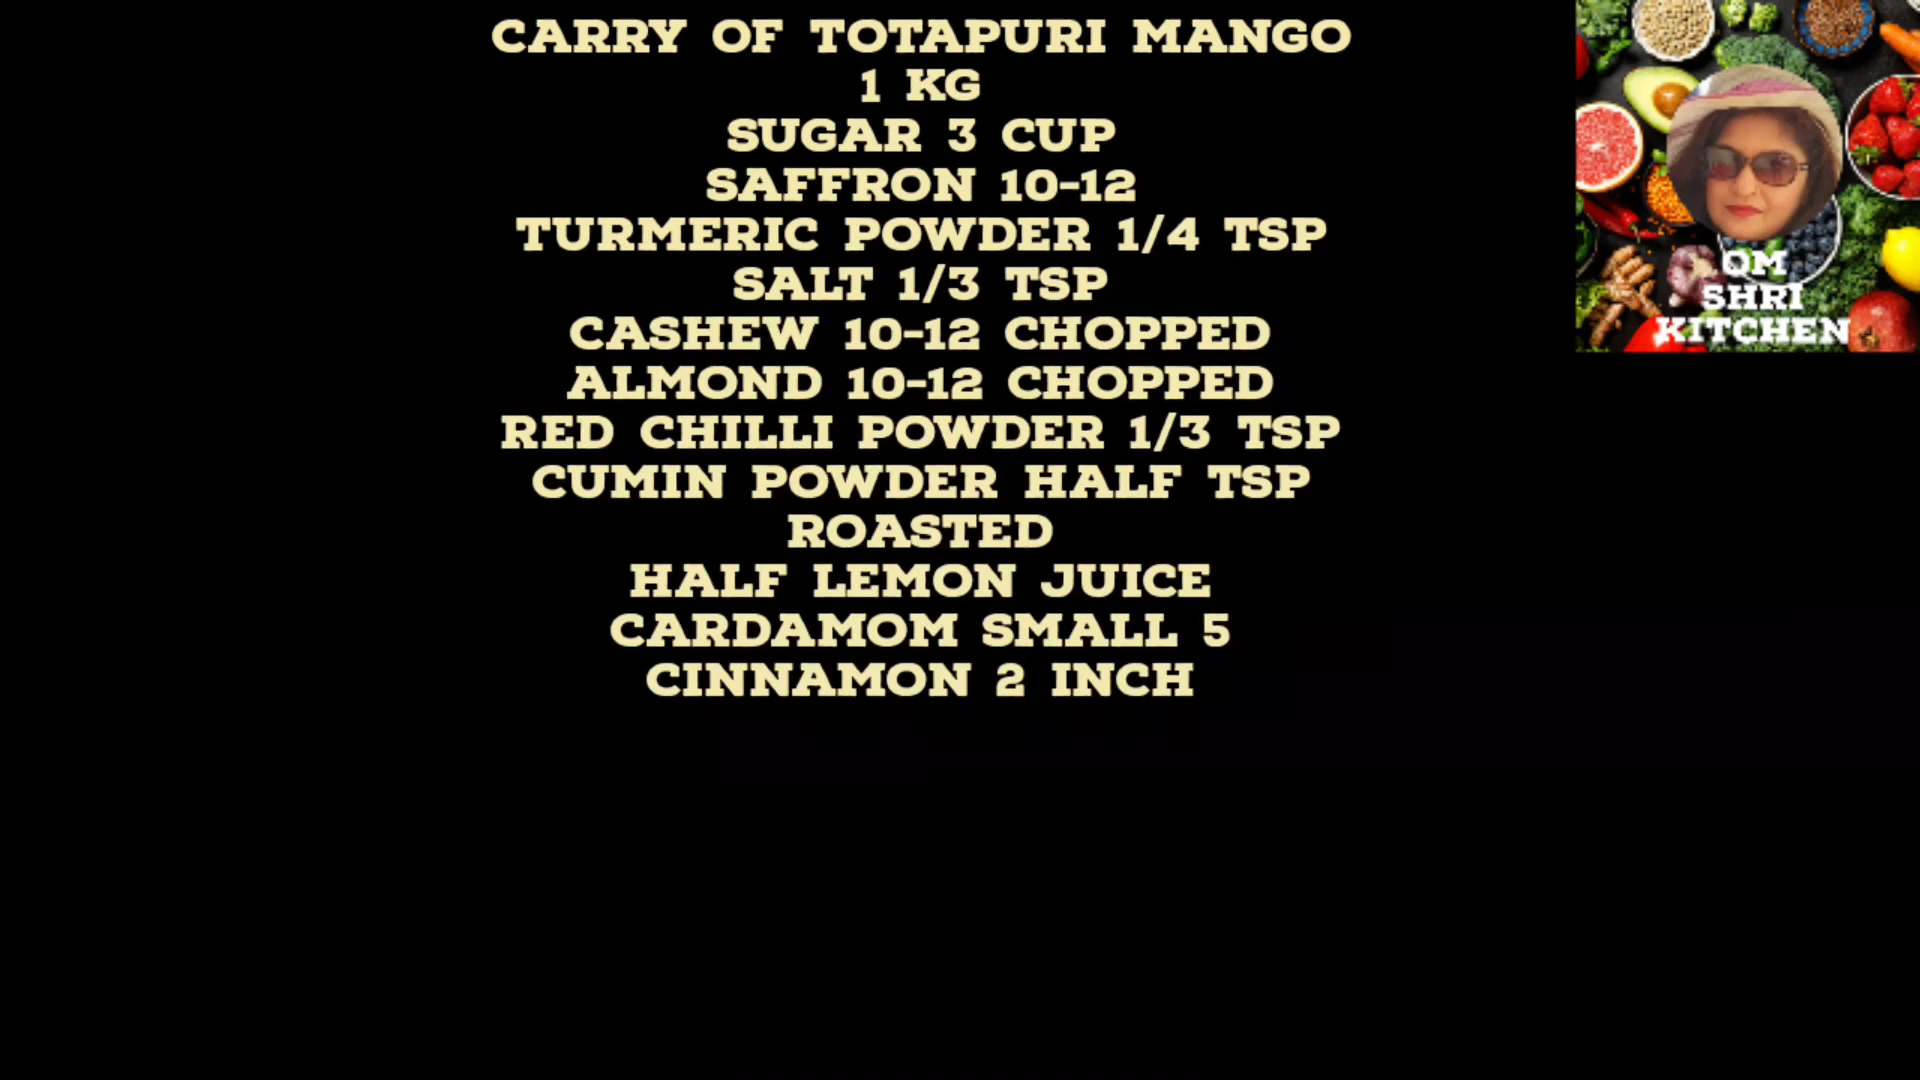 CARRY OF TOTAPURI MANGO
1 KG
SUGAR 3 CUP
SAFFRON 10-12
TURMERIC POWDER 1/4 TSP
SALT 1/3 TSP
CASHEW 10-12 CHOPPED
ALMOND 10-12 CHOPPED
RED CHILLI POWDER 1/3 TSP
CUMIN POWDER HALF TSP
ROASTED
HALF LEMON JUICE
CARDAMOM SMALL 5
CINNAMON 2 INCH
OM
SHRI
KITCHEN